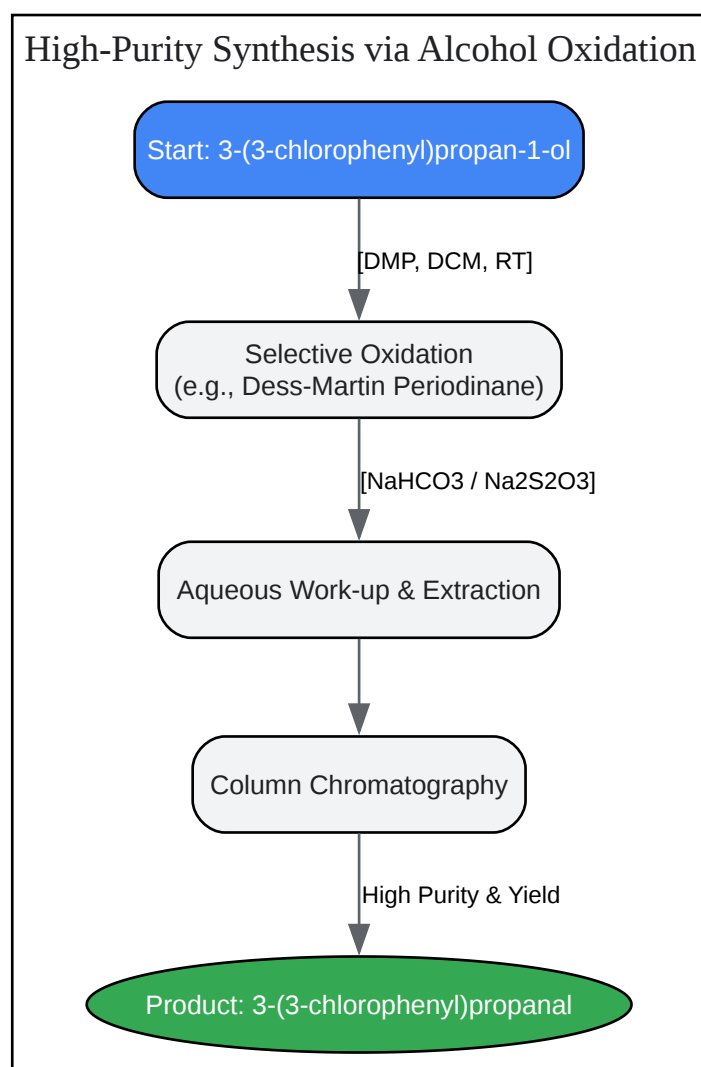 High-Purity Synthesis via Alcohol Oxidation
Start: 3-(3-chlorophenyl)propan-1-ol
[DMP, DCM, RT]
Selective Oxidation
(e.g., Dess-Martin Periodinane)
[NaHCO3 / Na2S2O3]
Aqueous Work-up & Extraction
Column Chromatography
High Purity & Yield
Product: 3-(3-chlorophenyl)propanal